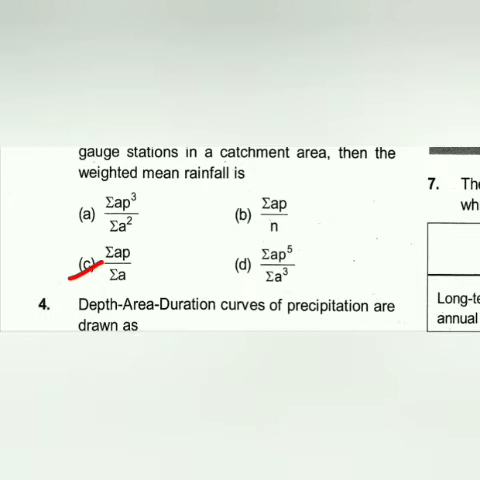 gauge stations in a catchment area, then the
weighted mean rainfall is
(a) Σap³/Σa² (b) Σap/n
(c) Σap/Σa (d) Σap⁵/Σa³
4. Depth-Area-Duration curves of precipitation are
drawn as
7. The
wh
Long-te
annual